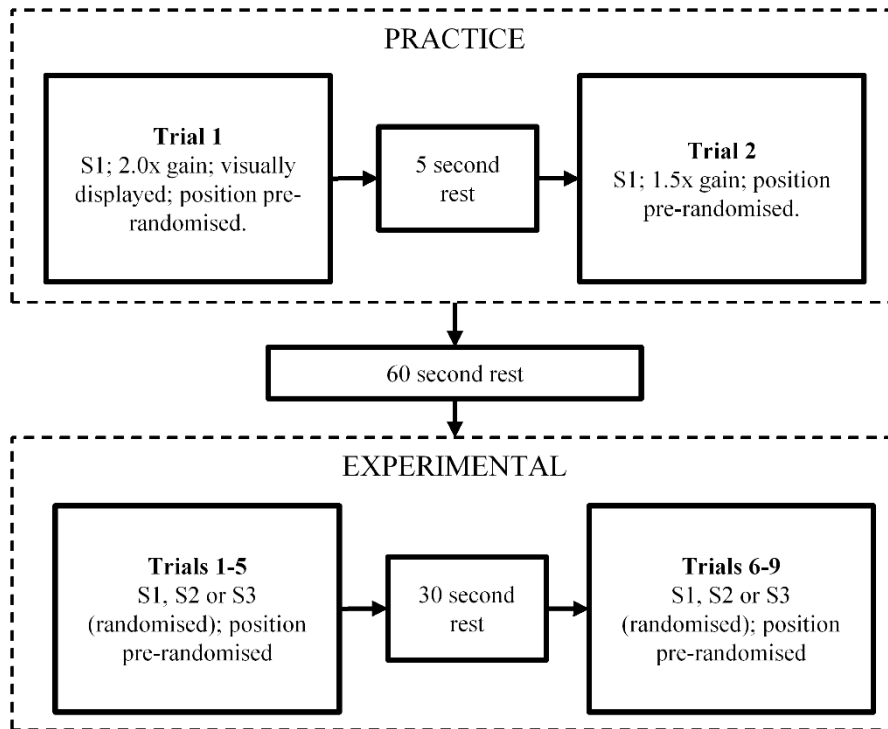 PRACTICE
Trial 1
S1; 2.0x gain; visually
displayed; position pre-
randomised.
5 second
rest
Trial 2
S1; 1.5x gain; position
pre-randomised.
60 second rest
EXPERIMENTAL
Trials 1-5
S1, S2 or S3
(randomised); position
pre-randomised
30 second
rest
Trials 6-9
S1, S2 or S3
(randomised); position
pre-randomised